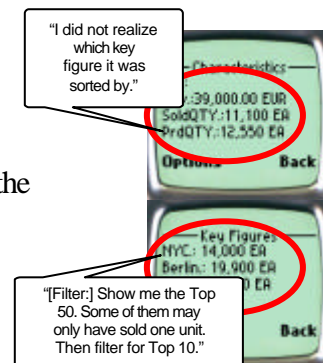 “I did not realize
which key
figure it was
sorted by.”
Characteristics
.:39,000.00 EUR
SoldQTY.:11,100 EA
PrdQTY.:12,550 EA
Back
the
Key Figures
NYC.: 14,000 EA
Berlin.: 19,900 EA
0 EA
“[Filter:] Show me the Top
50. Some of them may
only have sold one unit.
Then filter for Top 10.”
Back